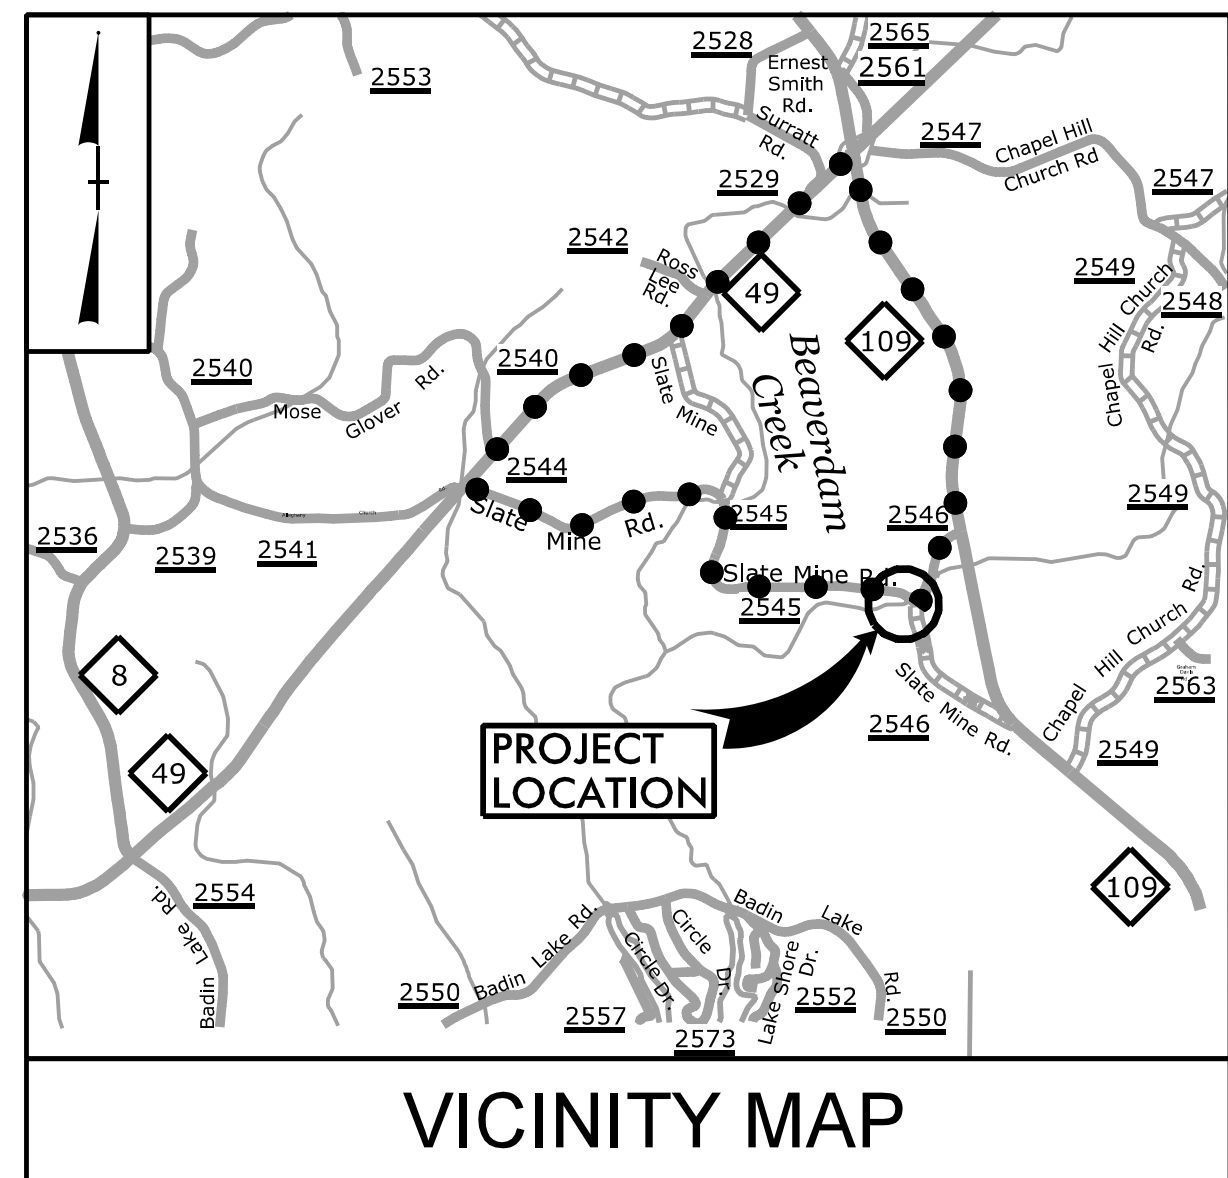 2528
2565
Ernest
Smith
Rd.
2561
2553
Surratt
Rd.
2547
Chapel Hill
Church Rd
2529
2547
2542
Ross
Lee
Rd.
49
2549
2548
Chapel Hill Church
Rd.
109
Beaverdam
Creek
2540
2540
Slate Mine
Mose Glover Rd.
2544
2549
Slate Mine Rd.
2545
2546
2536
2539
2541
Alleghany Church Rd.
Slate Mine Rd.
2545
8
Chapel Hill Church Rd.
2563
Slate Mine Rd.
2546
2549
49
PROJECT
LOCATION
109
2554
Badin Lake Rd.
Badin Lake Rd.
Badin Lake Rd.
Circle Dr.
Circle Dr.
Lake Shore Dr.
2550
2557
2573
2552
2550
VICINITY MAP